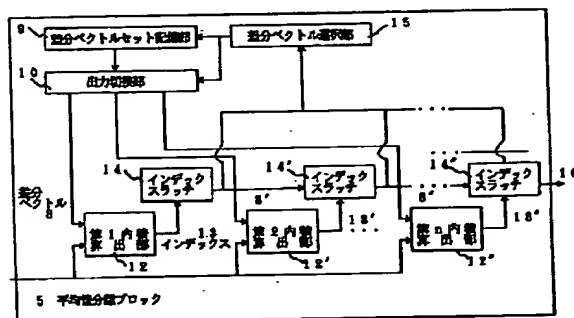 9
差分ベクトルセット記憶部
差分ベクトル選択部
15
10
出力切換部
14
インデック
スラッチ
14'
インデック
スラッチ
14"
インデック
スラッチ
16
差分
ベクトル
8
8'
8"
第1内積
算出部
13
インデックス
12
第2内積
算出部
13'
12'
第n内積
算出部
13"
12"
5 平均値分離ブロック